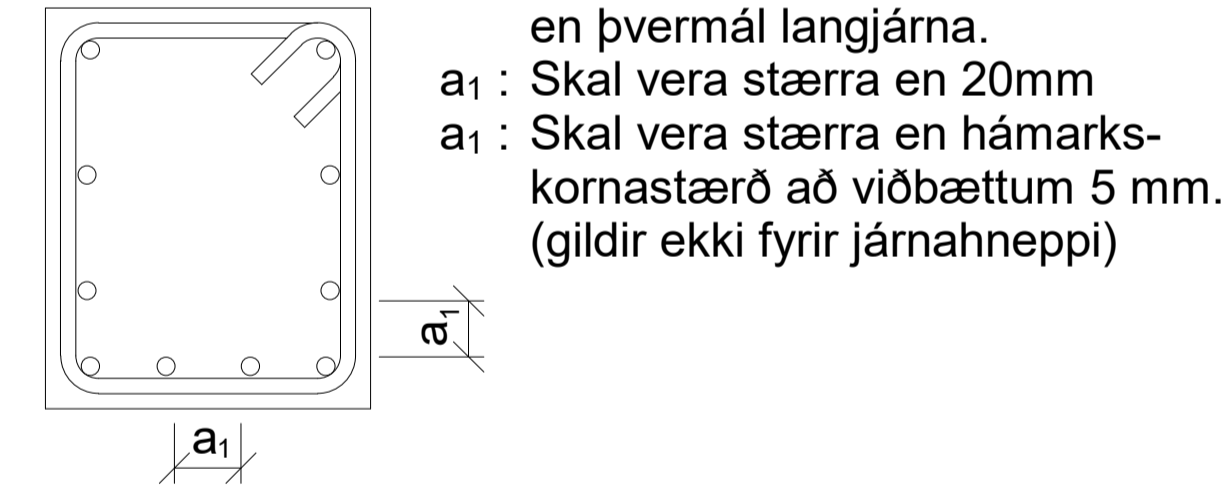 en þvermál langjárna.
a₁ : Skal vera stærra en 20mm
a₁ : Skal vera stærra en hámarks-
kornastærð að viðbættum 5 mm.
(gildir ekki fyrir járnahneppi)
a₁
a₁